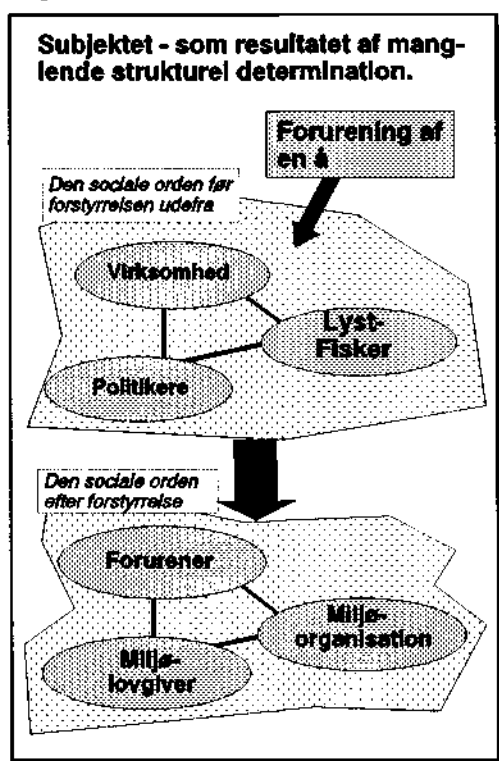 Subjektet - som resultatet af mang-
lende strukturel determination.
Forurening af
en å
Den sociale orden før
forstyrrelsen udefra
Virksomhed
Lyst-
Fisker
Politikere
Den sociale orden
efter forstyrrelse
Forurener
Miljø-
organisation
Miljø-
lovgiver